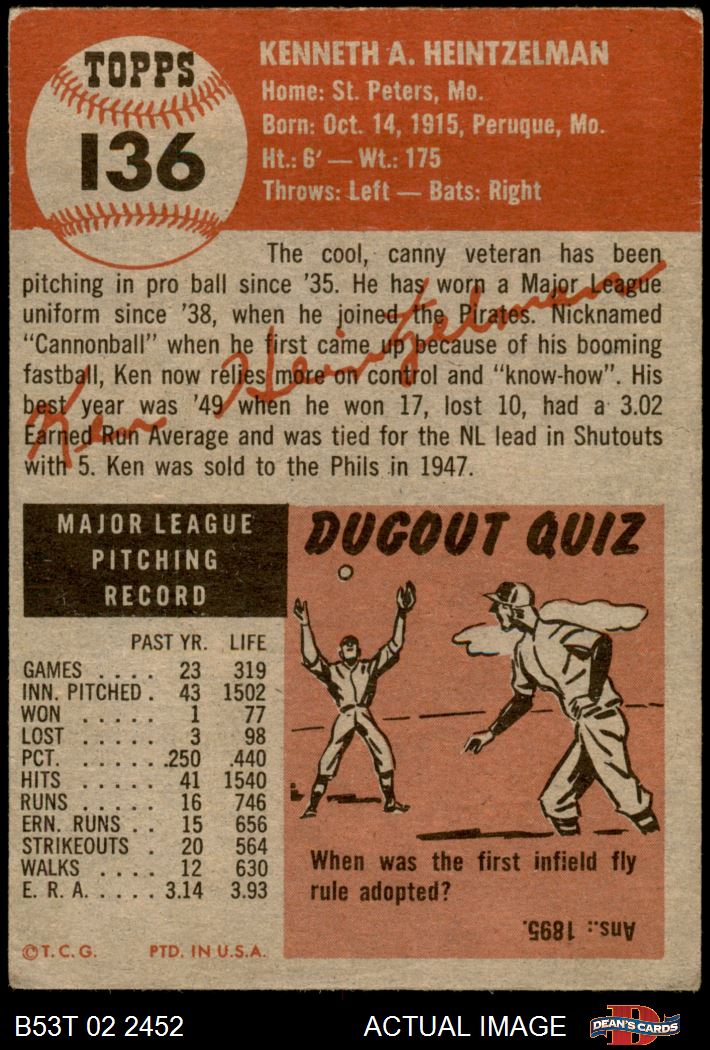 TOPPS
136
KENNETH A. HEINTZELMAN
Home: St. Peters, Mo.
Born: Oct. 14, 1915, Peruque, Mo.
Ht.: 6' — Wt.: 175
Throws: Left — Bats: Right
The cool, canny veteran has been
pitching in pro ball since '35. He has worn a Major League
uniform since '38, when he joined the Pirates. Nicknamed
"Cannonball" when he first came up because of his booming
fastball, Ken now relies more on control and "know-how". His
best year was '49 when he won 17, lost 10, had a 3.02
Earned Run Average and was tied for the NL lead in Shutouts
with 5. Ken was sold to the Phils in 1947.
Ken Heintzelman
MAJOR LEAGUE
PITCHING
RECORD
PAST YR. LIFE
GAMES . . . . 23 319
INN. PITCHED . 43 1502
WON . . . . . 1 77
LOST . . . . . 3 98
PCT. . . . . . .250 .440
HITS . . . . . 41 1540
RUNS . . . . . 16 746
ERN. RUNS . . 15 656
STRIKEOUTS . 20 564
WALKS . . . . 12 630
E. R. A. . . . . . 3.14 3.93
© T. C. G. PTD. IN U.S.A.
DUGOUT QUIZ
When was the first infield fly
rule adopted?
Ans.: 1895.
B53T 02 2452 ACTUAL IMAGE
DEAN'S CARDS